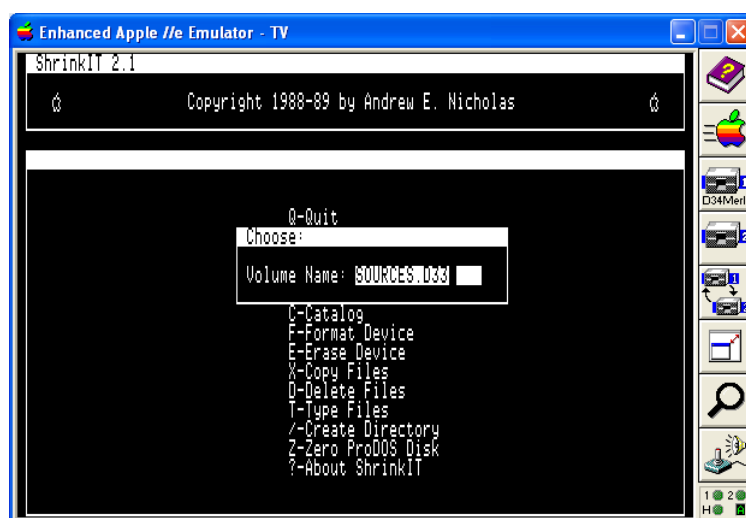 Enhanced Apple //e Emulator - TV
ShrinkIT 2.1
Copyright 1988-89 by Andrew E. Nicholas
Q-Quit
Choose:
Volume Name: SOURCES.D33
C-Catalog
F-Format Device
E-Erase Device
X-Copy Files
D-Delete Files
T-Type Files
/-Create Directory
Z-Zero ProDOS Disk
?-About ShrinkIT
1
D34Merl
2
1
1 2
H A